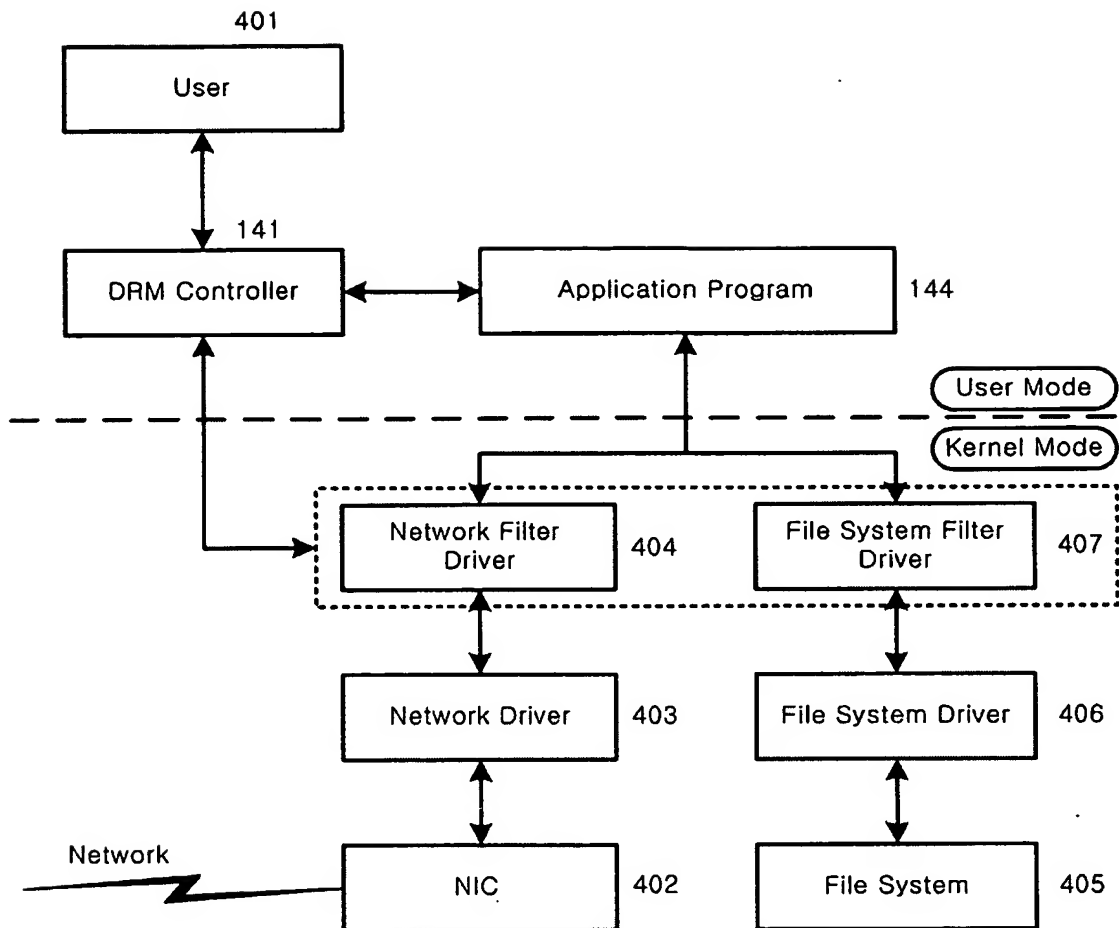 401
User
141
DRM Controller
Application Program
144
User Mode
Kernel Mode
Network Filter
Driver
404
File System Filter
Driver
407
Network Driver
403
File System Driver
406
Network
NIC
402
File System
405